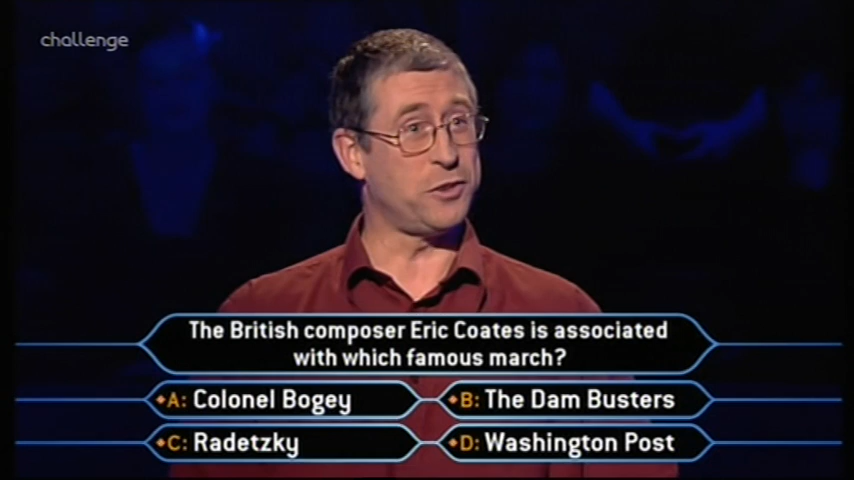 challenge
The British composer Eric Coates is associated
with which famous march?
A: Colonel Bogey
B: The Dam Busters
C: Radetzky
D: Washington Post